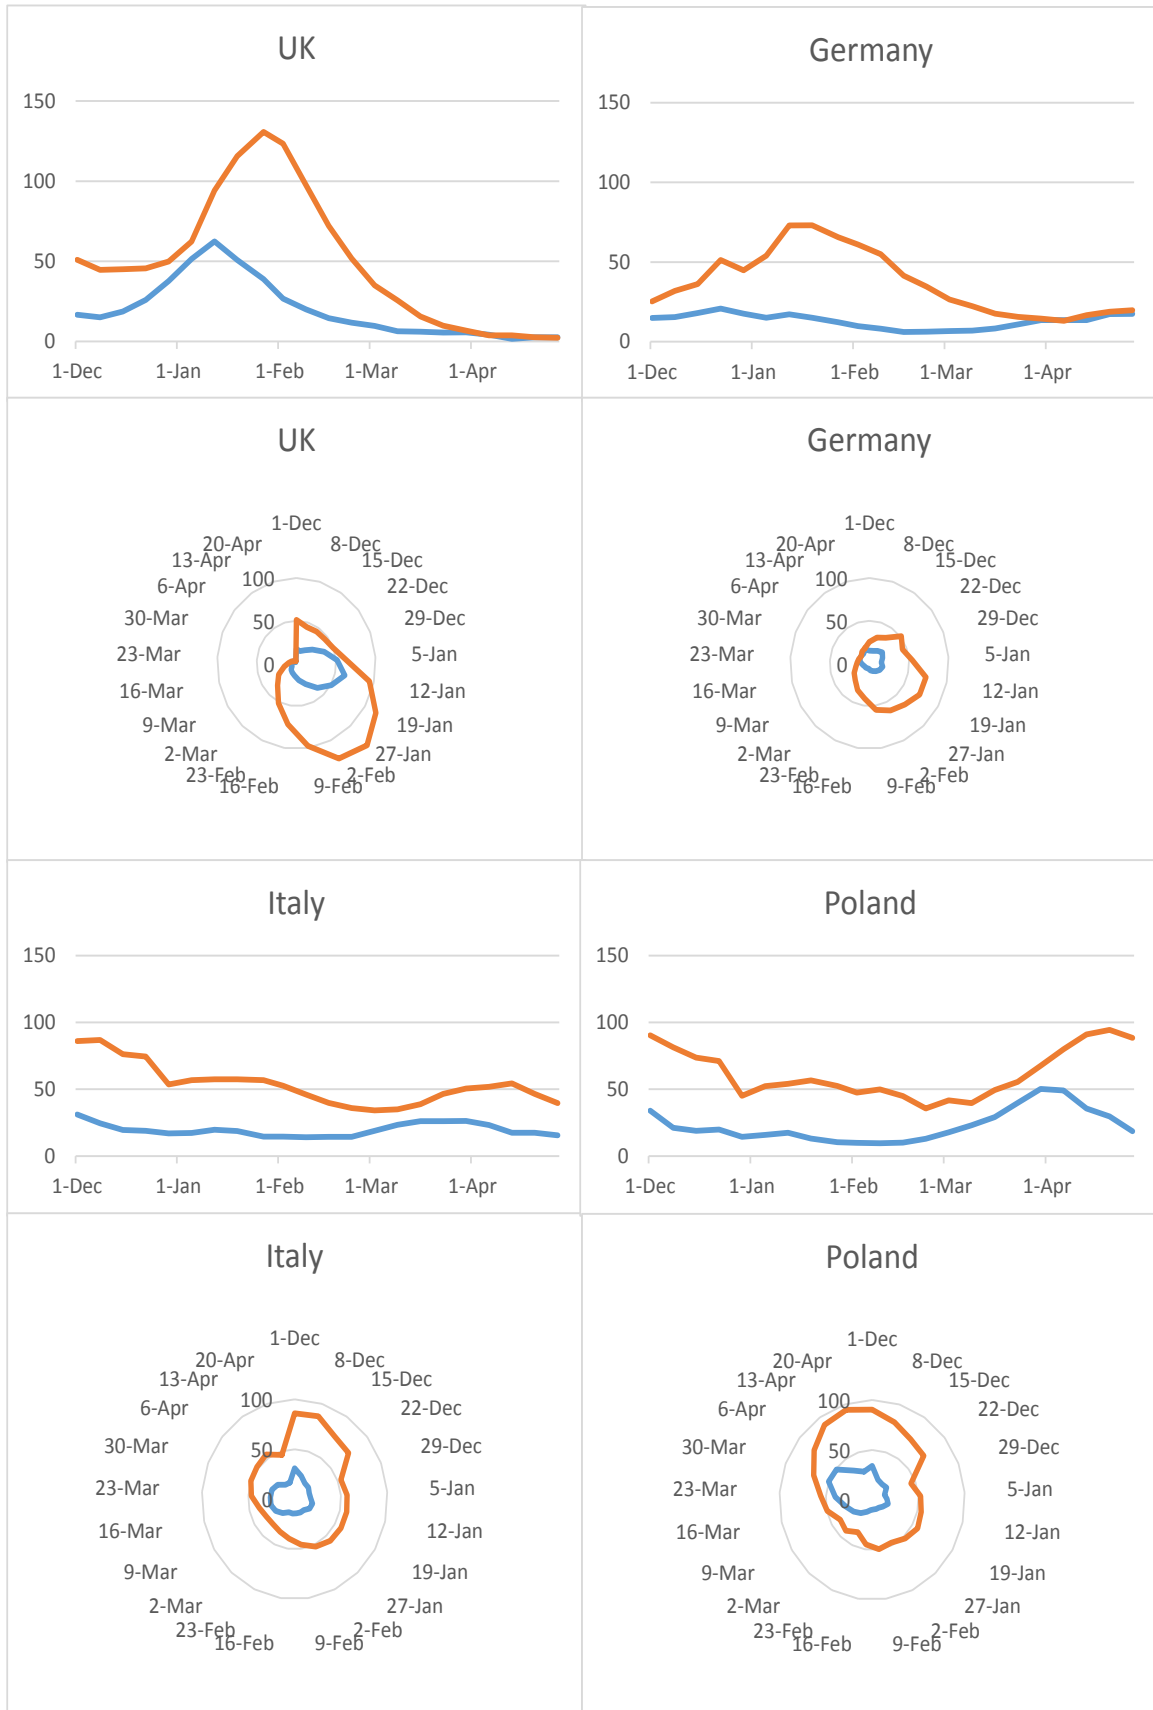 UK
150
100
50
0
1-Dec 1-Jan 1-Feb 1-Mar 1-Apr
Germany
150
100
50
0
1-Dec 1-Jan 1-Feb 1-Mar 1-Apr
UK
1-Dec
20-Apr 8-Dec
13-Apr 15-Dec
100
6-Apr 22-Dec
50
30-Mar 29-Dec
23-Mar 0 5-Jan
16-Mar 12-Jan
9-Mar 19-Jan
2-Mar 27-Jan
23-Feb 2-Feb
16-Feb 9-Feb
Germany
1-Dec
20-Apr 8-Dec
13-Apr 15-Dec
100
6-Apr 22-Dec
50
30-Mar 29-Dec
23-Mar 0 5-Jan
16-Mar 12-Jan
9-Mar 19-Jan
2-Mar 27-Jan
23-Feb 2-Feb
16-Feb 9-Feb
Italy
150
100
50
0
1-Dec 1-Jan 1-Feb 1-Mar 1-Apr
Poland
150
100
50
0
1-Dec 1-Jan 1-Feb 1-Mar 1-Apr
Italy
1-Dec
20-Apr 8-Dec
13-Apr 15-Dec
100
6-Apr 22-Dec
30-Mar 50 29-Dec
23-Mar 0 5-Jan
16-Mar 12-Jan
9-Mar 19-Jan
2-Mar 27-Jan
23-Feb 2-Feb
16-Feb 9-Feb
Poland
1-Dec
20-Apr 8-Dec
13-Apr 15-Dec
100
6-Apr 22-Dec
30-Mar 50 29-Dec
23-Mar 0 5-Jan
16-Mar 12-Jan
9-Mar 19-Jan
2-Mar 27-Jan
23-Feb 2-Feb
16-Feb 9-Feb